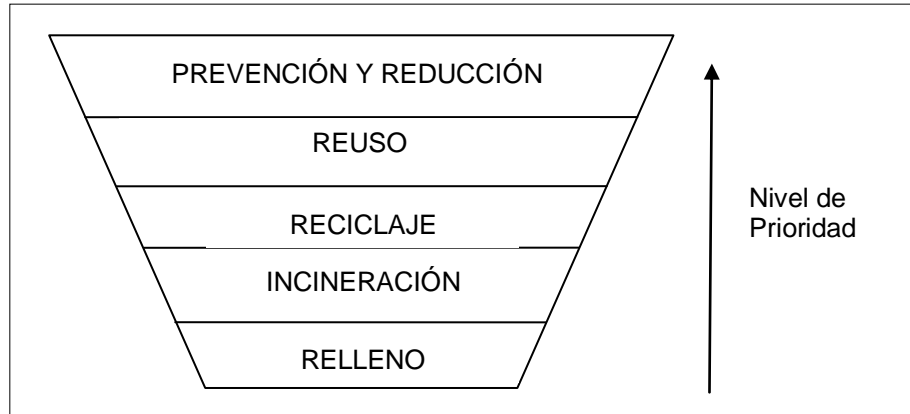 PREVENCIÓN Y REDUCCIÓN
REUSO
RECICLAJE
INCINERACIÓN
RELLENO
Nivel de
Prioridad